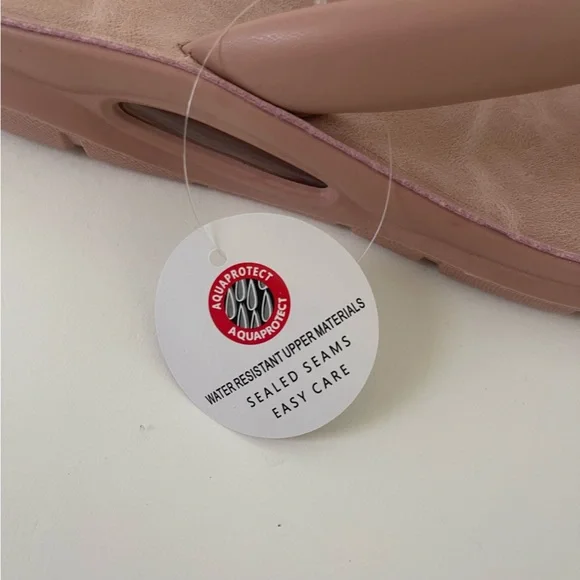 AQUAPROTECT
AQUAPROTECT
WATER RESISTANT UPPER MATERIALS
SEALED SEAMS
EASY CARE